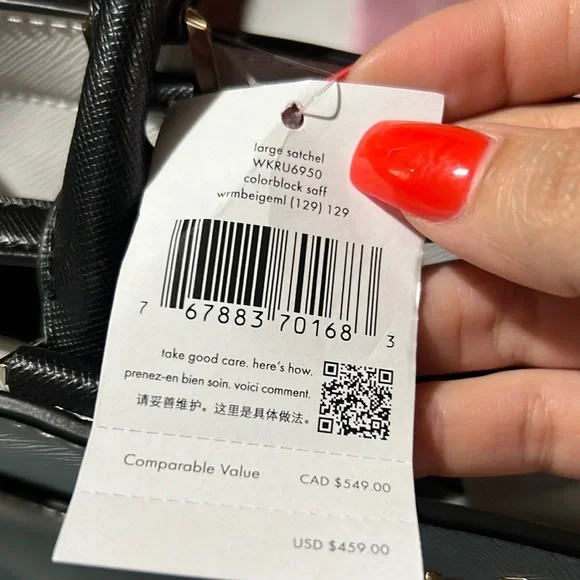 large satchel
WKRU6950
colorblock saff
wrmbeigeml (129) 129
7 67883 70168 3
take good care. here's how.
prenez-en bien soin. voici comment.
请妥善维护。这里是具体做法。
Comparable Value CAD $549.00
USD $459.00